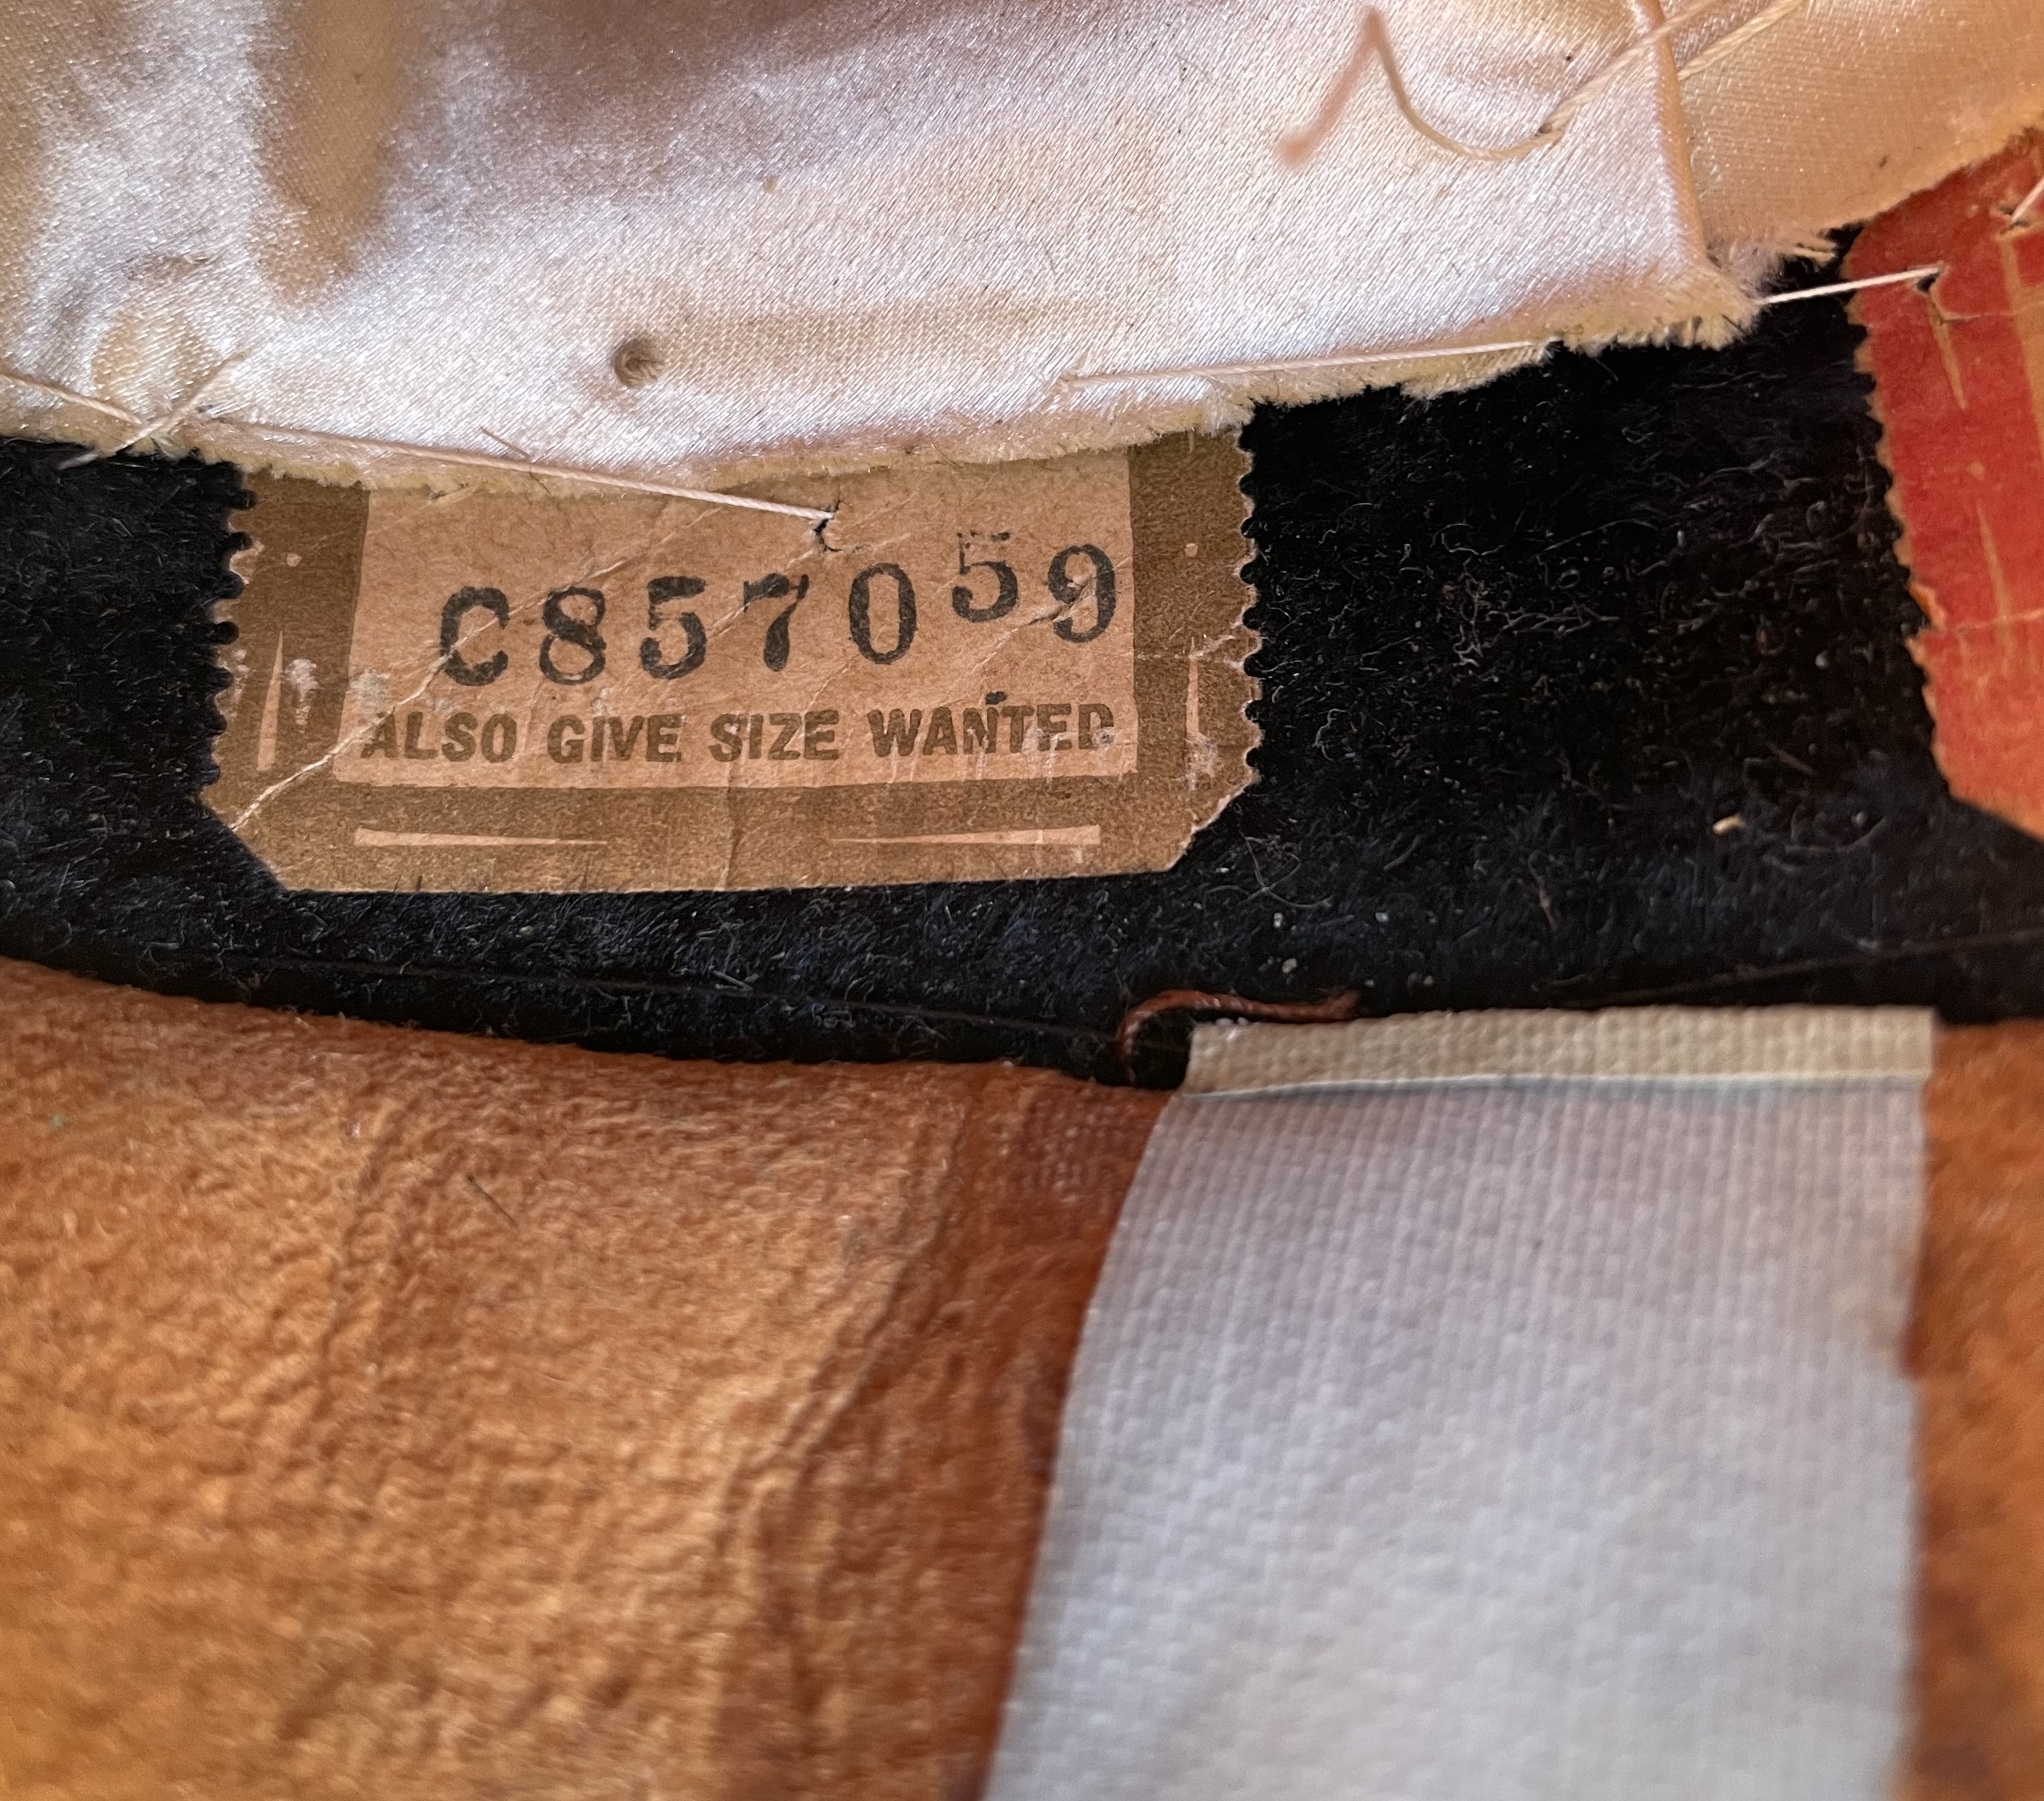 C857059
ALSO GIVE SIZE WANTED